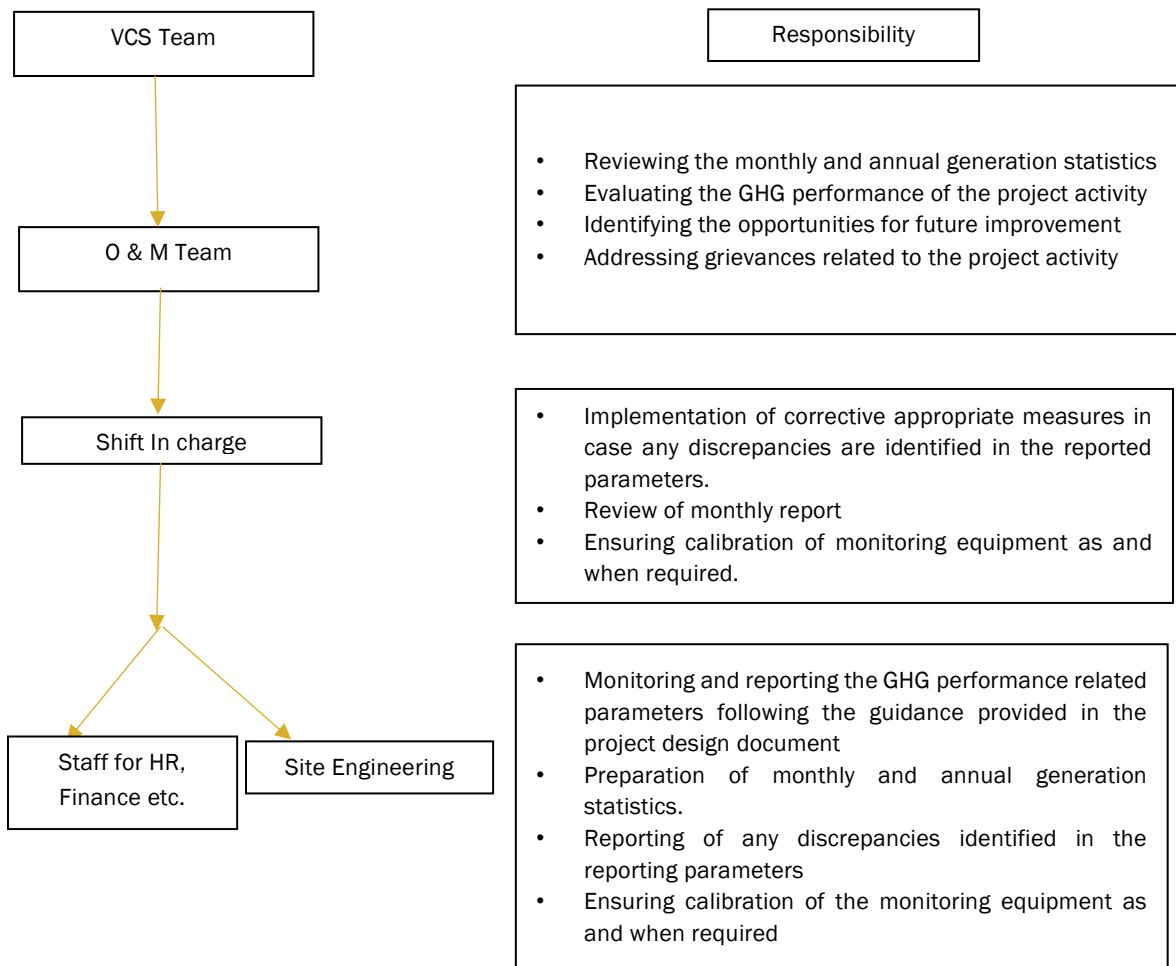 VCS Team
Responsibility
• Reviewing the monthly and annual generation statistics
• Evaluating the GHG performance of the project activity
• Identifying the opportunities for future improvement
• Addressing grievances related to the project activity
O & M Team
Shift In charge
• Implementation of corrective appropriate measures in
case any discrepancies are identified in the reported
parameters.
• Review of monthly report
• Ensuring calibration of monitoring equipment as and
when required.
Staff for HR,
Finance etc.
Site Engineering
• Monitoring and reporting the GHG performance related
parameters following the guidance provided in the
project design document
• Preparation of monthly and annual generation
statistics.
• Reporting of any discrepancies identified in the
reporting parameters
• Ensuring calibration of the monitoring equipment as
and when required